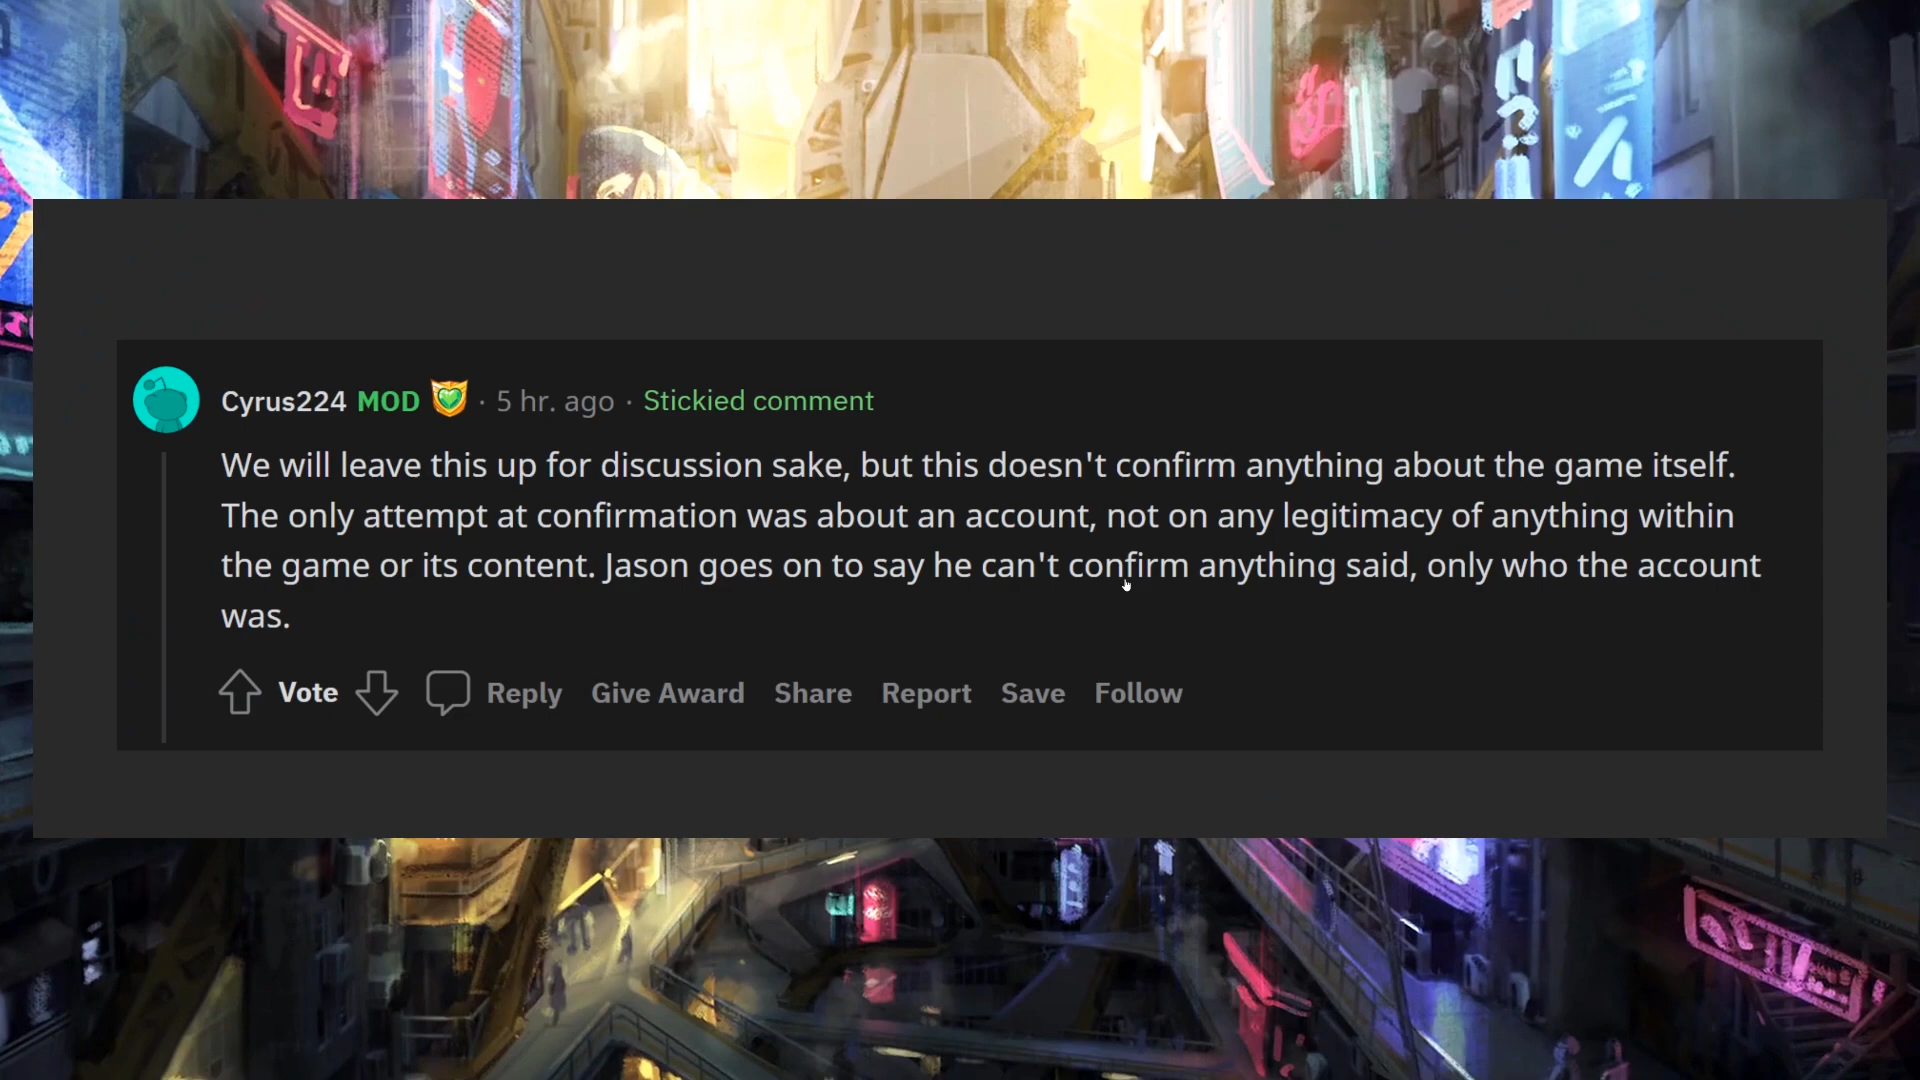 Cyrus224 MOD · 5 hr. ago · Stickied comment
We will leave this up for discussion sake, but this doesn't confirm anything about the game itself.
The only attempt at confirmation was about an account, not on any legitimacy of anything within
the game or its content. Jason goes on to say he can't confirm anything said, only who the account
was.
Vote Reply Give Award Share Report Save Follow